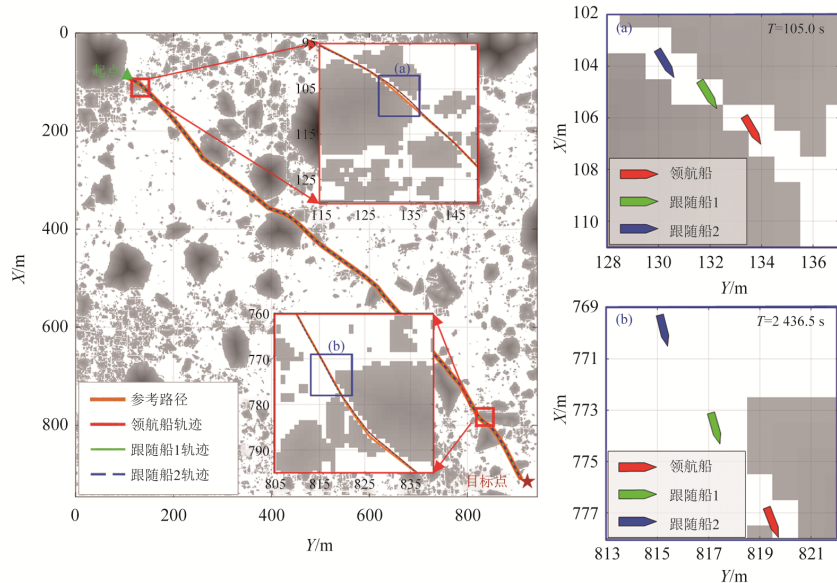 0
200
400
600
800
X/m
0
200
400
600
800
Y/m
起点
目标点
参考路径
领航船轨迹
跟随船1轨迹
跟随船2轨迹
95
105
115
125
115
125
135
145
(a)
760
770
780
790
805
815
825
835
(b)
(a)
T=105.0 s
102
104
106
108
110
X/m
领航船
跟随船1
跟随船2
128
130
132
134
136
137
Y/m
(b)
T=2 436.5 s
769
771
773
775
777
X/m
领航船
跟随船1
跟随船2
813
815
817
819
821
Y/m